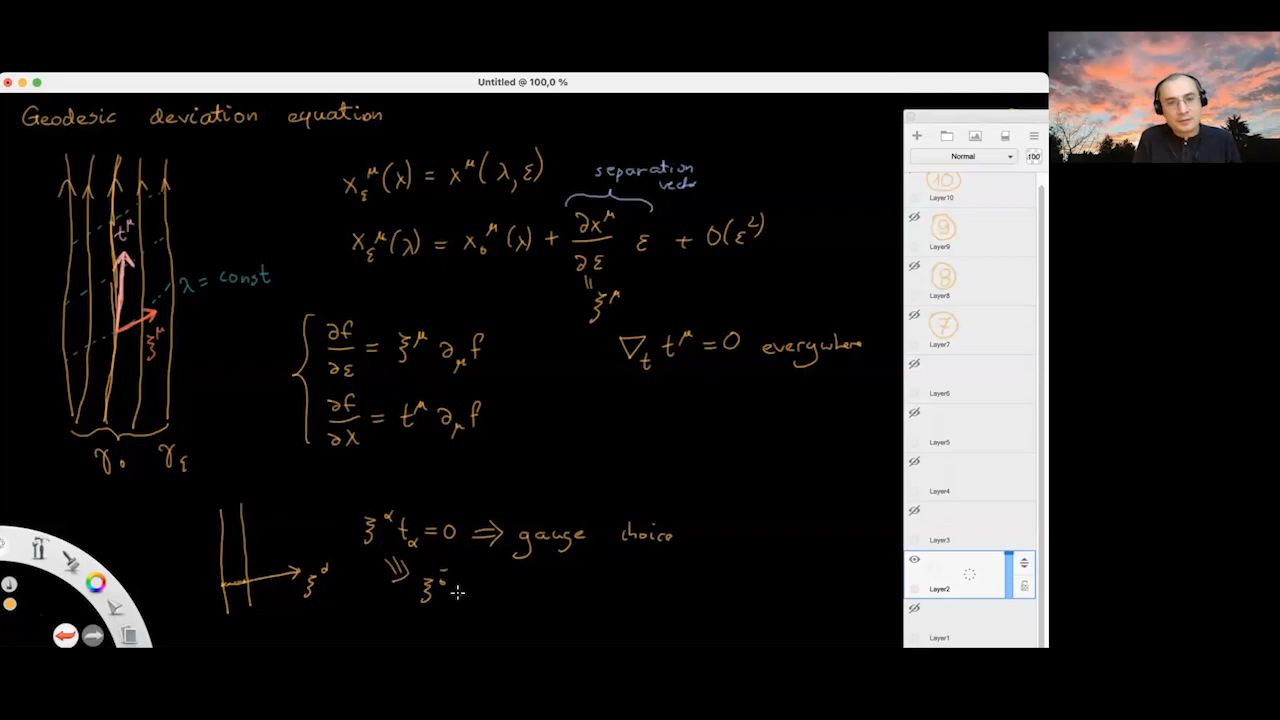 Untitled @ 100,0 %
Geodesic deviation equation
x_ε^μ(λ) = x^μ(λ, ε)
separation
vector
x_ε^μ(λ) = x_0^μ(λ) + ∂x^μ/∂ε ε + O(ε²)
ξ^μ
t^μ
λ = const
ξ^μ
∂f/∂ε = ξ^μ ∂_μ f
∇_t t^μ = 0 everywhere
∂f/∂λ = t^μ ∂_μ f
γ_0 γ_ε
ξ^α t_α = 0 ⇒ gauge choice
ξ^α
ξ^0
Normal
100
10
Layer10
9
Layer9
8
Layer8
7
Layer7
Layer6
Layer5
Layer4
Layer3
Layer2
Layer1